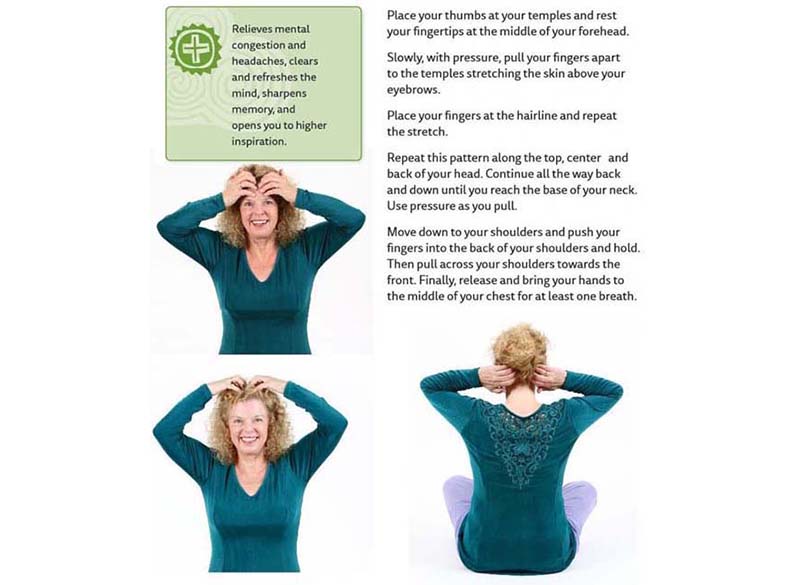 Relieves mental
congestion and
headaches, clears
and refreshes the
mind, sharpens
memory, and
opens you to higher
inspiration.
Place your thumbs at your temples and rest
your fingertips at the middle of your forehead.
Slowly, with pressure, pull your fingers apart
to the temples stretching the skin above your
eyebrows.
Place your fingers at the hairline and repeat
the stretch.
Repeat this pattern along the top, center and
back of your head. Continue all the way back
and down until you reach the base of your neck.
Use pressure as you pull.
Move down to your shoulders and push your
fingers into the back of your shoulders and hold.
Then pull across your shoulders towards the
front. Finally, release and bring your hands to
the middle of your chest for at least one breath.